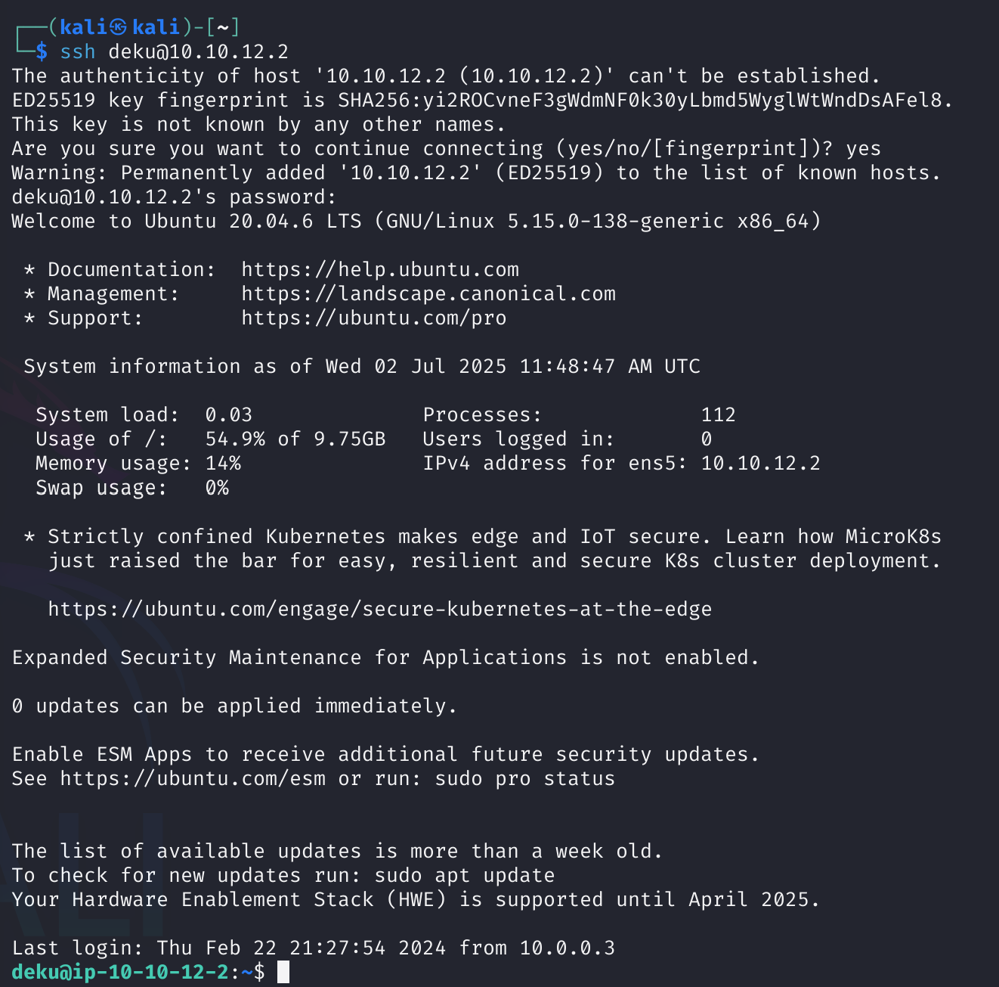 ┌──(kali㉿kali)-[~]
└─$ ssh deku@10.10.12.2
The authenticity of host '10.10.12.2 (10.10.12.2)' can't be established.
ED25519 key fingerprint is SHA256:yi2ROCvneF3gWdmNF0k30yLbmd5WyglWtWndDsAFel8.
This key is not known by any other names.
Are you sure you want to continue connecting (yes/no/[fingerprint])? yes
Warning: Permanently added '10.10.12.2' (ED25519) to the list of known hosts.
deku@10.10.12.2's password:
Welcome to Ubuntu 20.04.6 LTS (GNU/Linux 5.15.0-138-generic x86_64)

 * Documentation:  https://help.ubuntu.com
 * Management:     https://landscape.canonical.com
 * Support:        https://ubuntu.com/pro

 System information as of Wed 02 Jul 2025 11:48:47 AM UTC

  System load:  0.03              Processes:             112
  Usage of /:   54.9% of 9.75GB   Users logged in:       0
  Memory usage: 14%               IPv4 address for ens5: 10.10.12.2
  Swap usage:   0%

 * Strictly confined Kubernetes makes edge and IoT secure. Learn how MicroK8s
   just raised the bar for easy, resilient and secure K8s cluster deployment.

   https://ubuntu.com/engage/secure-kubernetes-at-the-edge

Expanded Security Maintenance for Applications is not enabled.

0 updates can be applied immediately.

Enable ESM Apps to receive additional future security updates.
See https://ubuntu.com/esm or run: sudo pro status


The list of available updates is more than a week old.
To check for new updates run: sudo apt update
Your Hardware Enablement Stack (HWE) is supported until April 2025.

Last login: Thu Feb 22 21:27:54 2024 from 10.0.0.3
deku@ip-10-10-12-2:~$